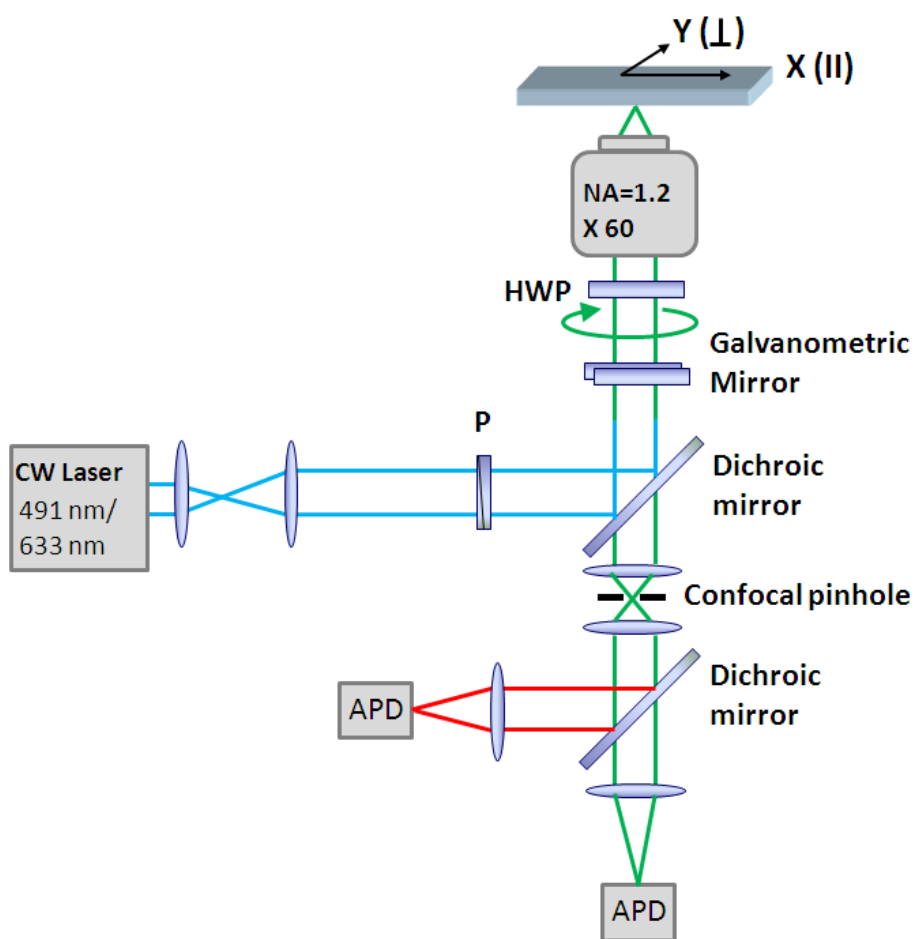 Y (⊥)
X (II)
NA=1.2
X 60
HWP
Galvanometric
Mirror
P
CW Laser
491 nm/
633 nm
Dichroic
mirror
Confocal pinhole
Dichroic
mirror
APD
APD